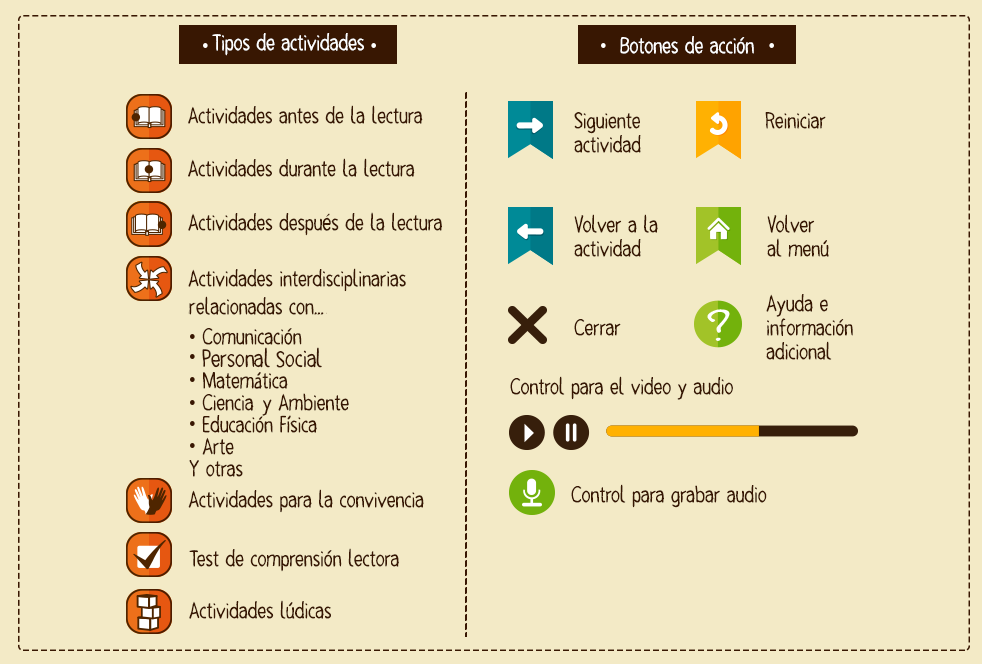 • Tipos de actividades •
Actividades antes de la lectura
Actividades durante la lectura
Actividades después de la lectura
Actividades interdisciplinarias
relacionadas con...
• Comunicación
• Personal Social
• Matemática
• Ciencia y Ambiente
• Educación Física
• Arte
Y otras
Actividades para la convivencia
Test de comprensión lectora
Actividades lúdicas
• Botones de acción •
Siguiente
actividad
Reiniciar
Volver a la
actividad
Volver
al menú
Cerrar
Ayuda e
información
adicional
Control para el video y audio
Control para grabar audio